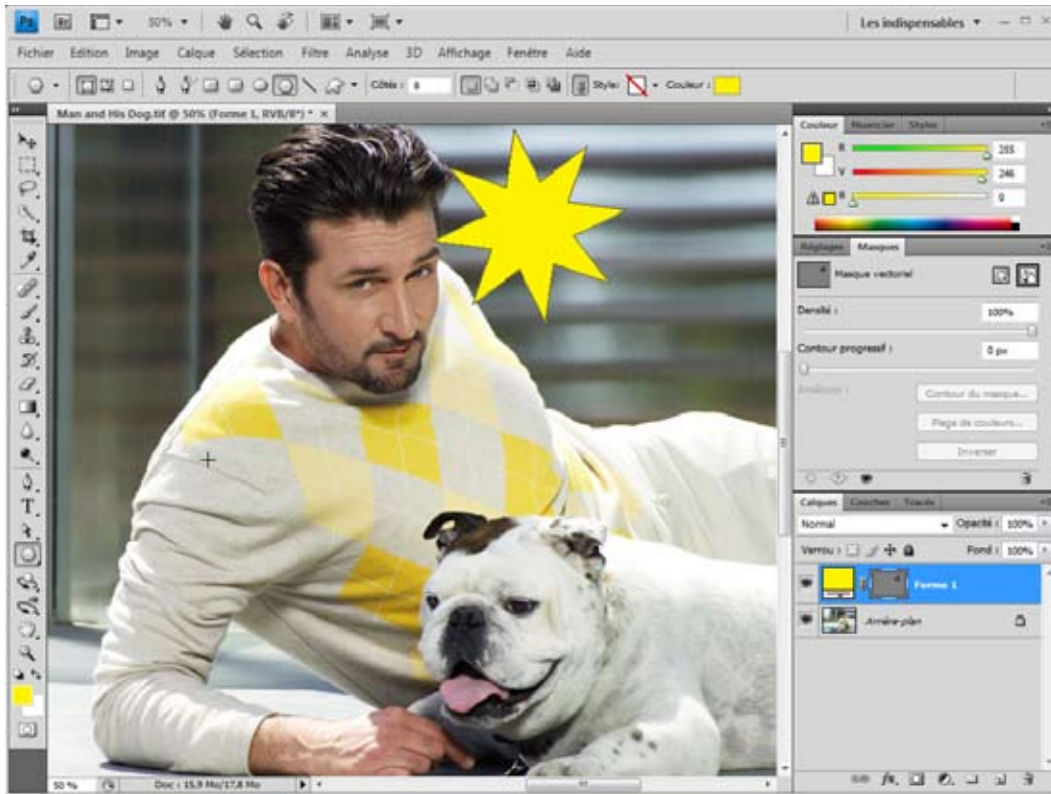 Ps Br 50% Les indispensables
Fichier Edition Image Calque Sélection Filtre Analyse 3D Affichage Fenêtre Aide
Côtés : 8 Style: Couleur :
Man and His Dog.tif @ 50% (Forme 1, RVB/8*) * ×
Couleur Nuancier Styles
R 255
V 246
B 0
Réglages Masques
Masque vectoriel
Densité : 100%
Contour progressif : 0 px
Améliorer : Contour du masque...
Plage de couleurs...
Inverser
Calques Couches Tracés
Normal Opacité : 100%
Verrou : Fond : 100%
Forme 1
Arrière-plan
T
fx.
50 % Doc : 15,9 Mo/17,8 Mo